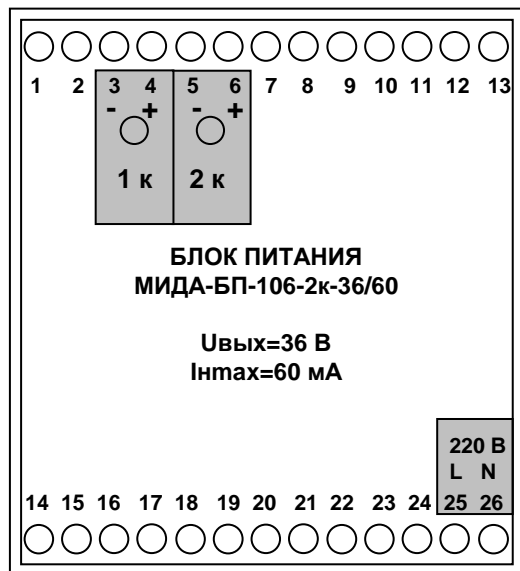 1 2 3 4 5 6 7 8 9 10 11 12 13
- + - +
1 к 2 к
БЛОК ПИТАНИЯ
МИДА-БП-106-2к-36/60
Uвых=36 В
Iнmax=60 мА
220 В
L N
14 15 16 17 18 19 20 21 22 23 24 25 26